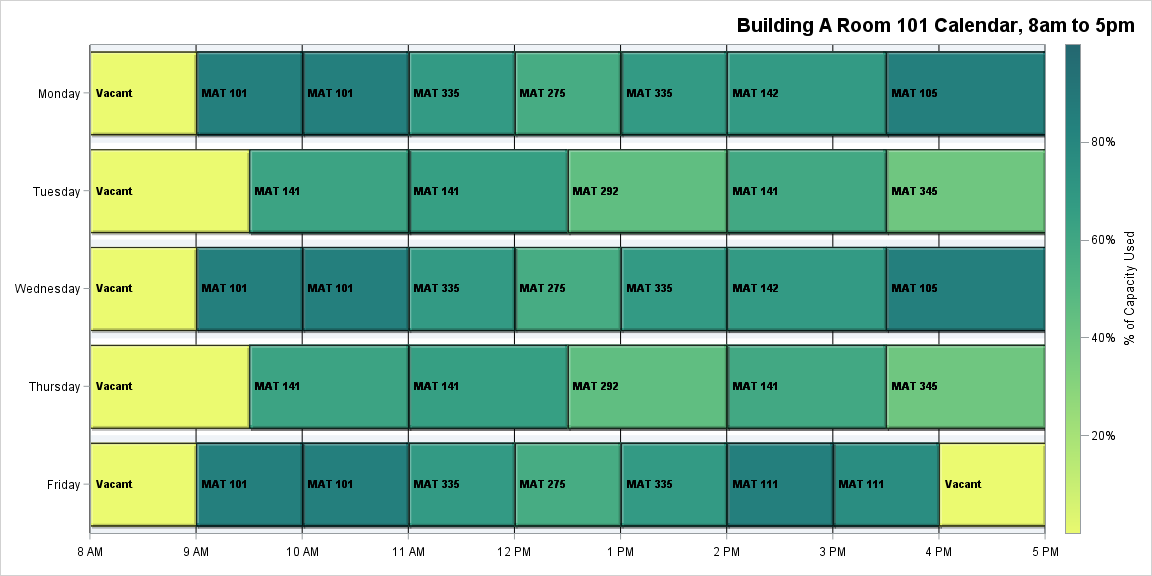 Building A Room 101 Calendar, 8am to 5pm
Monday
Vacant
MAT 101
MAT 101
MAT 335
MAT 275
MAT 335
MAT 142
MAT 105
Tuesday
Vacant
MAT 141
MAT 141
MAT 292
MAT 141
MAT 345
Wednesday
Vacant
MAT 101
MAT 101
MAT 335
MAT 275
MAT 335
MAT 142
MAT 105
Thursday
Vacant
MAT 141
MAT 141
MAT 292
MAT 141
MAT 345
Friday
Vacant
MAT 101
MAT 101
MAT 335
MAT 275
MAT 335
MAT 111
MAT 111
Vacant
8 AM
9 AM
10 AM
11 AM
12 PM
1 PM
2 PM
3 PM
4 PM
5 PM
80%
60%
40%
20%
% of Capacity Used